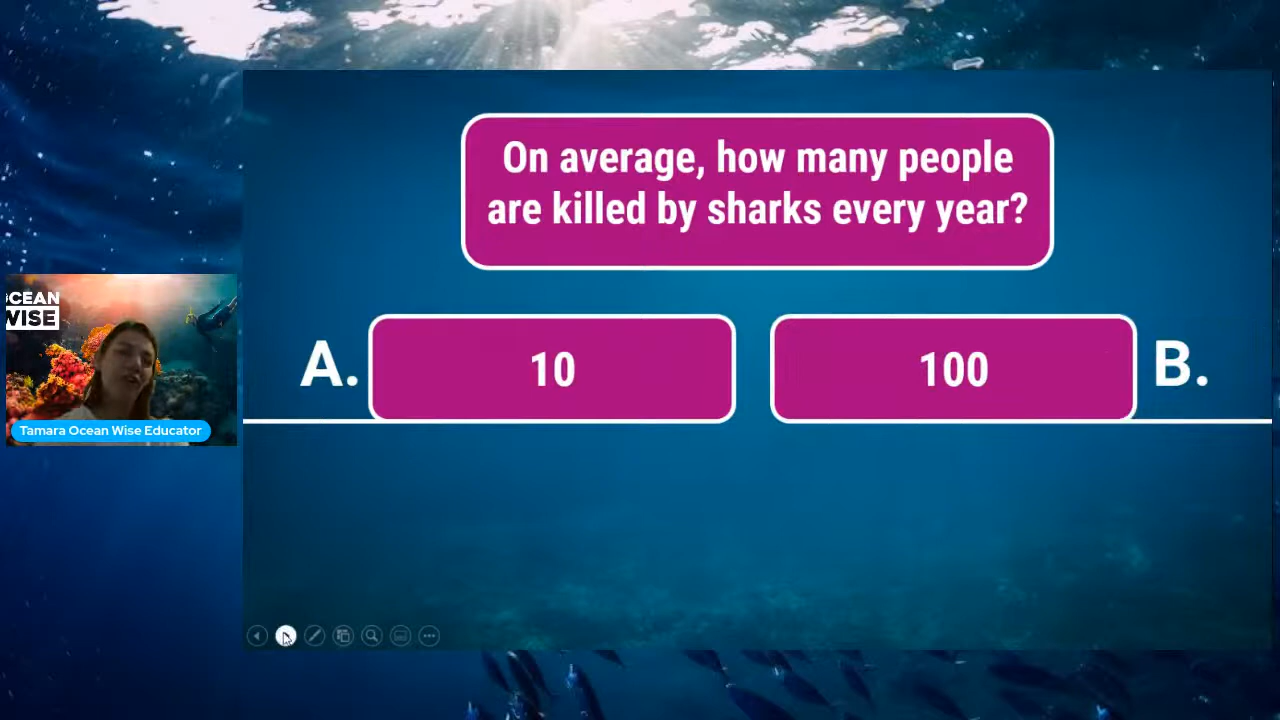 On average, how many people
are killed by sharks every year?
A.
10
100
B.
OCEAN
WISE
Tamara Ocean Wise Educator